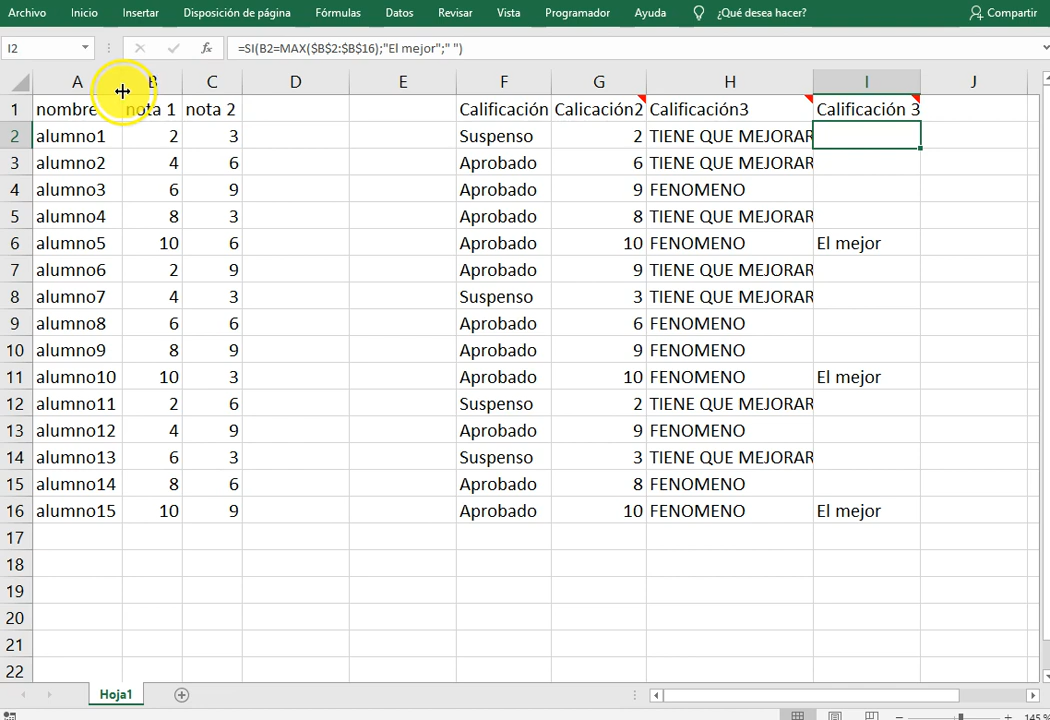 Archivo Inicio Insertar Disposición de página Fórmulas Datos Revisar Vista Programador Ayuda ¿Qué desea hacer? Compartir
I2 fx =SI(B2=MAX($B$2:$B$16);"El mejor";" ")
A B C D E F G H I J
1 nombre nota 1 nota 2 Calificación Calicación2 Calificación3 Calificación 3
2 alumno1 2 3 Suspenso 2 TIENE QUE MEJORAR
3 alumno2 4 6 Aprobado 6 TIENE QUE MEJORAR
4 alumno3 6 9 Aprobado 9 FENOMENO
5 alumno4 8 3 Aprobado 8 TIENE QUE MEJORAR
6 alumno5 10 6 Aprobado 10 FENOMENO El mejor
7 alumno6 2 9 Aprobado 9 TIENE QUE MEJORAR
8 alumno7 4 3 Suspenso 3 TIENE QUE MEJORAR
9 alumno8 6 6 Aprobado 6 FENOMENO
10 alumno9 8 9 Aprobado 9 FENOMENO
11 alumno10 10 3 Aprobado 10 FENOMENO El mejor
12 alumno11 2 6 Suspenso 2 TIENE QUE MEJORAR
13 alumno12 4 9 Aprobado 9 FENOMENO
14 alumno13 6 3 Suspenso 3 TIENE QUE MEJORAR
15 alumno14 8 6 Aprobado 8 FENOMENO
16 alumno15 10 9 Aprobado 10 FENOMENO El mejor
17
18
19
20
21
22
Hoja1
145 %